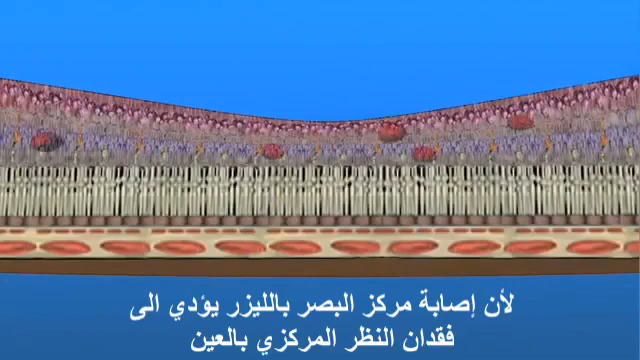 لأن إصابة مركز البصر بالليزر يؤدي الى
فقدان النظر المركزي بالعين